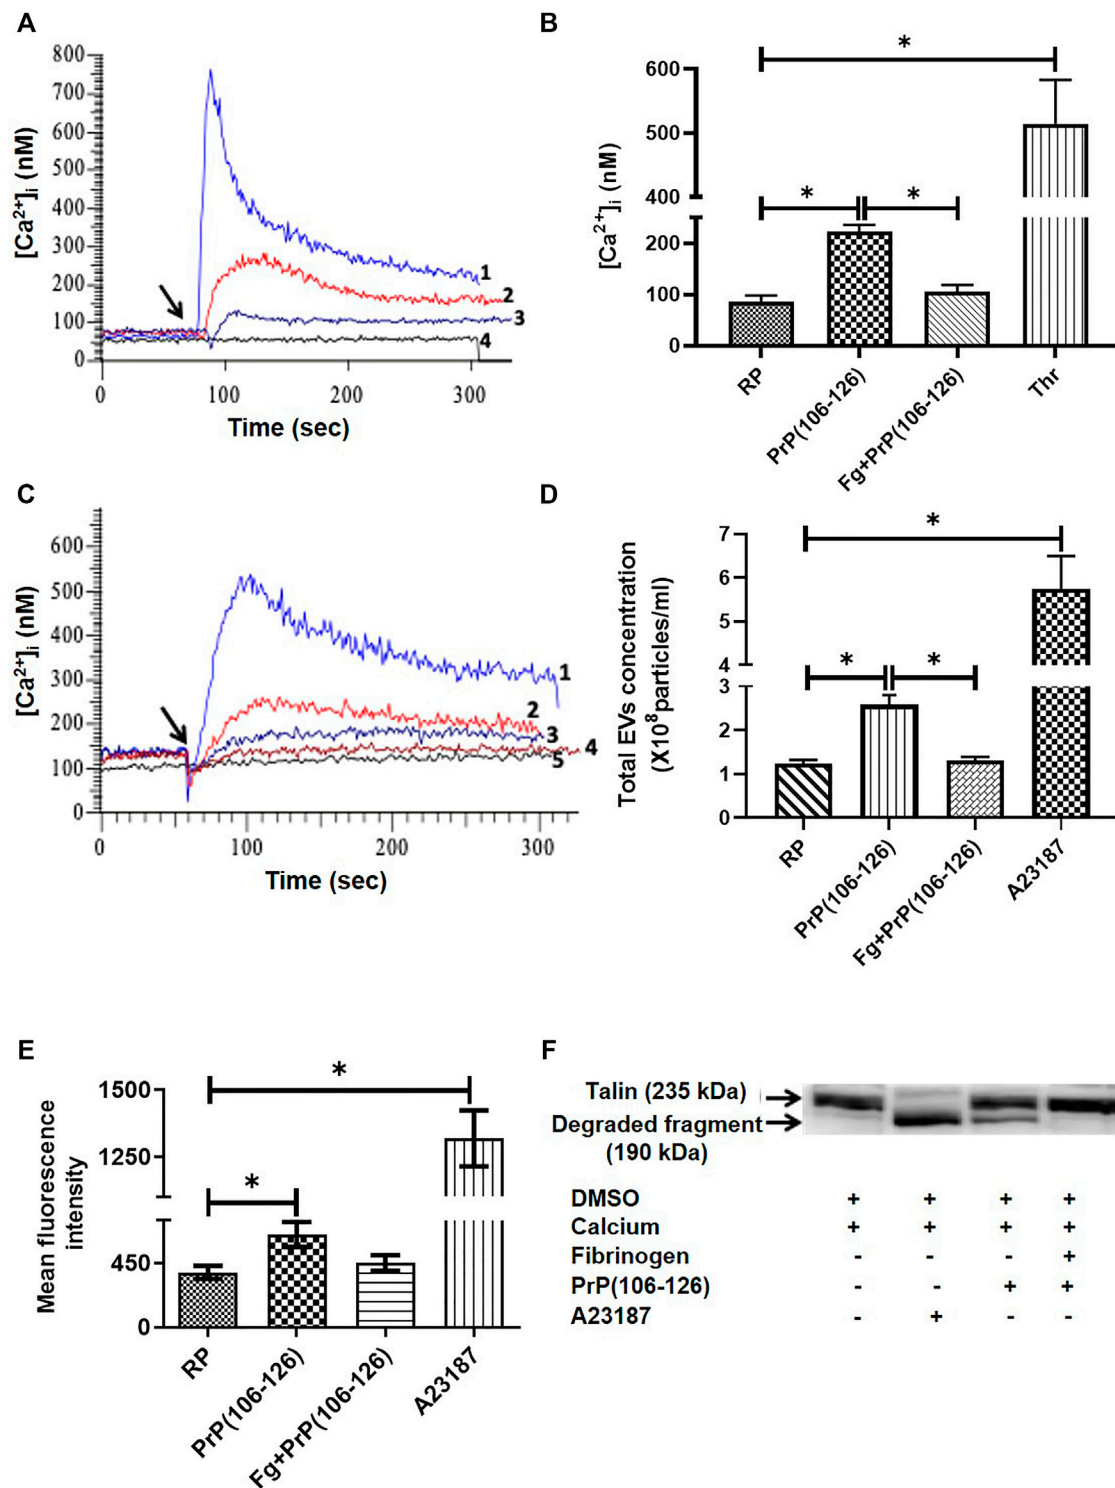 A
[Ca²⁺]ᵢ (nM)
800
700
600
500
400
300
200
100
0
1
2
3
4
0 100 200 300
Time (sec)
B
[Ca²⁺]ᵢ (nM)
600
500
400
200
100
0
* * *
RP
PrP(106-126)
Fg+PrP(106-126)
Thr
C
[Ca²⁺]ᵢ (nM)
600
500
400
300
200
100
0
1
2
3
4
5
0 100 200 300
Time (sec)
D
Total EVs concentration
(X10⁸particles/ml)
7
6
5
4
3
2
1
0
* * *
RP
PrP(106-126)
Fg+PrP(106-126)
A23187
E
Mean fluorescence
intensity
1500
1250
450
0
* *
RP
PrP(106-126)
Fg+PrP(106-126)
A23187
F
Talin (235 kDa)
Degraded fragment
(190 kDa)
DMSO + + + +
Calcium + + + +
Fibrinogen - - - +
PrP(106-126) - - + +
A23187 - + - -